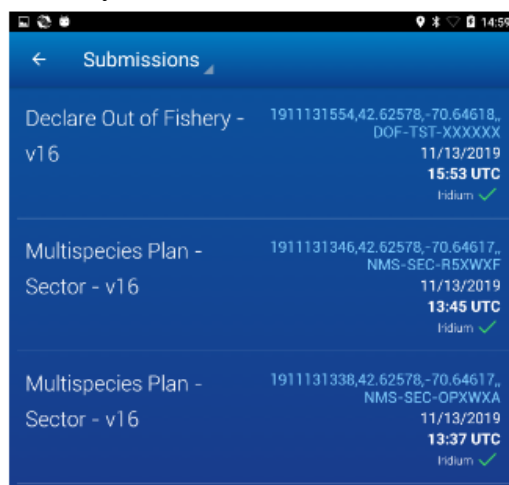 14:59
Submissions
Declare Out of Fishery -
v16
1911131554,42.62578,-70.64618,,
DOF-TST-XXXXXX
11/13/2019
15:53 UTC
Iridium
Multispecies Plan -
Sector - v16
1911131346,42.62578,-70.64617,,
NMS-SEC-R5XWXF
11/13/2019
13:45 UTC
Iridium
Multispecies Plan -
Sector - v16
1911131338,42.62578,-70.64617,,
NMS-SEC-OPXWXA
11/13/2019
13:37 UTC
Iridium